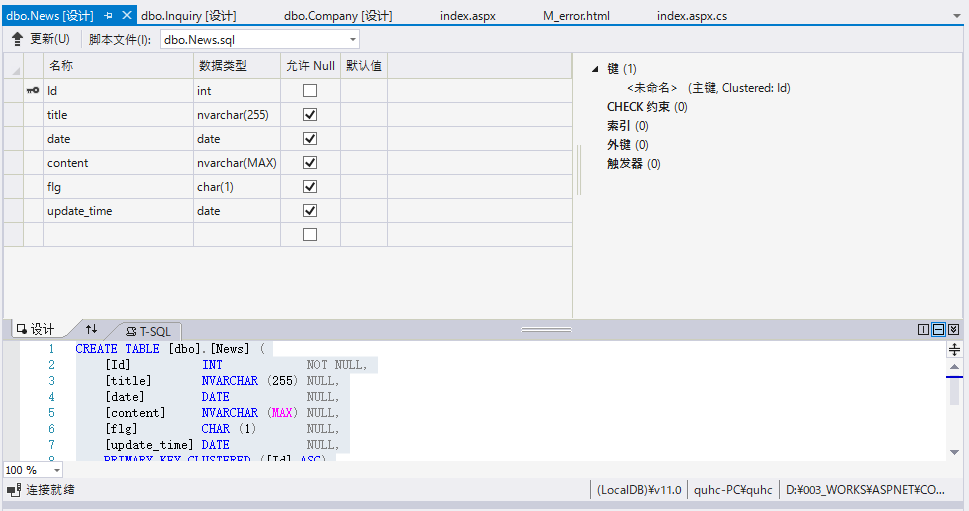 dbo.News [设计] dbo.Inquiry [设计] dbo.Company [设计] index.aspx M_error.html index.aspx.cs
更新(U) 脚本文件(I): dbo.News.sql
名称 数据类型 允许 Null 默认值
Id int
title nvarchar(255)
date date
content nvarchar(MAX)
flg char(1)
update_time date
键 (1)
<未命名> (主键, Clustered: Id)
CHECK 约束 (0)
索引 (0)
外键 (0)
触发器 (0)
设计 T-SQL
1 CREATE TABLE [dbo].[News] (
2 [Id] INT NOT NULL,
3 [title] NVARCHAR (255) NULL,
4 [date] DATE NULL,
5 [content] NVARCHAR (MAX) NULL,
6 [flg] CHAR (1) NULL,
7 [update_time] DATE NULL,
8 PRIMARY KEY CLUSTERED ([Id] ASC)
100 %
连接就绪 (LocalDB)¥v11.0 quhc-PC¥quhc D:¥003_WORKS¥ASPNET¥CO...